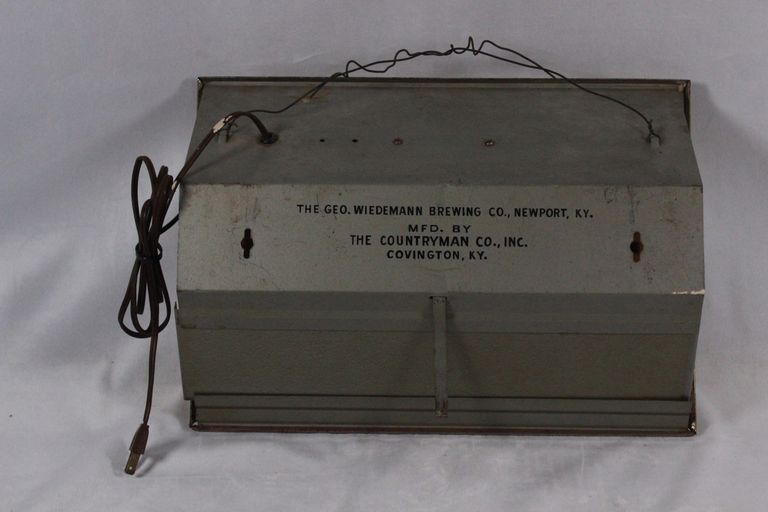 THE GEO. WIEDEMANN BREWING CO., NEWPORT, KY.
MFD. BY
THE COUNTRYMAN CO., INC.
COVINGTON, KY.